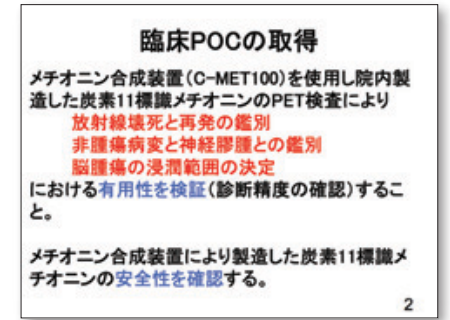 臨床POCの取得
メチオニン合成装置(C-MET100)を使用し院内製
造した炭素11標識メチオニンのPET検査により
放射線壊死と再発の鑑別
非腫瘍病変と神経膠腫との鑑別
脳腫瘍の浸潤範囲の決定
における有用性を検証(診断精度の確認)するこ
と。
メチオニン合成装置により製造した炭素11標識メ
チオニンの安全性を確認する。
2